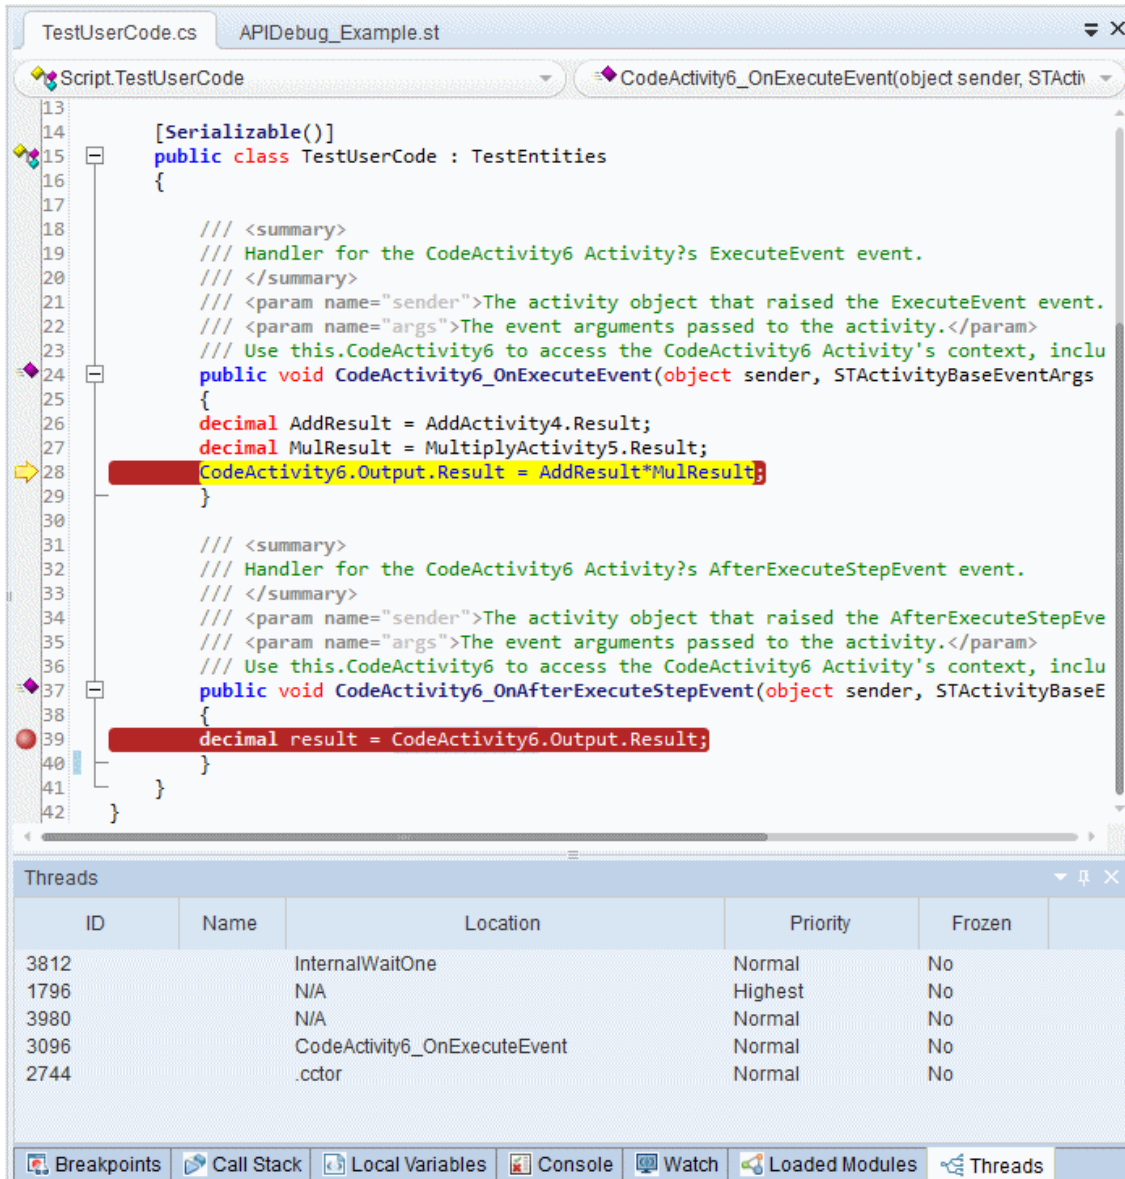 TestUserCode.cs APIDebug_Example.st
Script.TestUserCode CodeActivity6_OnExecuteEvent(object sender, STActiv
13
14 [Serializable()]
15 public class TestUserCode : TestEntities
16 {
17
18 /// <summary>
19 /// Handler for the CodeActivity6 Activity?s ExecuteEvent event.
20 /// </summary>
21 /// <param name="sender">The activity object that raised the ExecuteEvent event.
22 /// <param name="args">The event arguments passed to the activity.</param>
23 /// Use this.CodeActivity6 to access the CodeActivity6 Activity's context, inclu
24 public void CodeActivity6_OnExecuteEvent(object sender, STActivityBaseEventArgs
25 {
26 decimal AddResult = AddActivity4.Result;
27 decimal MulResult = MultiplyActivity5.Result;
28 CodeActivity6.Output.Result = AddResult*MulResult;
29 }
30
31 /// <summary>
32 /// Handler for the CodeActivity6 Activity?s AfterExecuteStepEvent event.
33 /// </summary>
34 /// <param name="sender">The activity object that raised the AfterExecuteStepEve
35 /// <param name="args">The event arguments passed to the activity.</param>
36 /// Use this.CodeActivity6 to access the CodeActivity6 Activity's context, inclu
37 public void CodeActivity6_OnAfterExecuteStepEvent(object sender, STActivityBaseE
38 {
39 decimal result = CodeActivity6.Output.Result;
40 }
41 }
42 }
Threads
ID Name Location Priority Frozen
3812 InternalWaitOne Normal No
1796 N/A Highest No
3980 N/A Normal No
3096 CodeActivity6_OnExecuteEvent Normal No
2744 .cctor Normal No
Breakpoints Call Stack Local Variables Console Watch Loaded Modules Threads